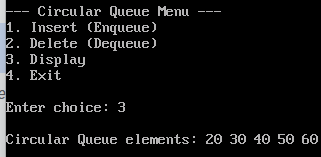 --- Circular Queue Menu ---
1. Insert (Enqueue)
2. Delete (Dequeue)
3. Display
4. Exit
Enter choice: 3
Circular Queue elements: 20 30 40 50 60